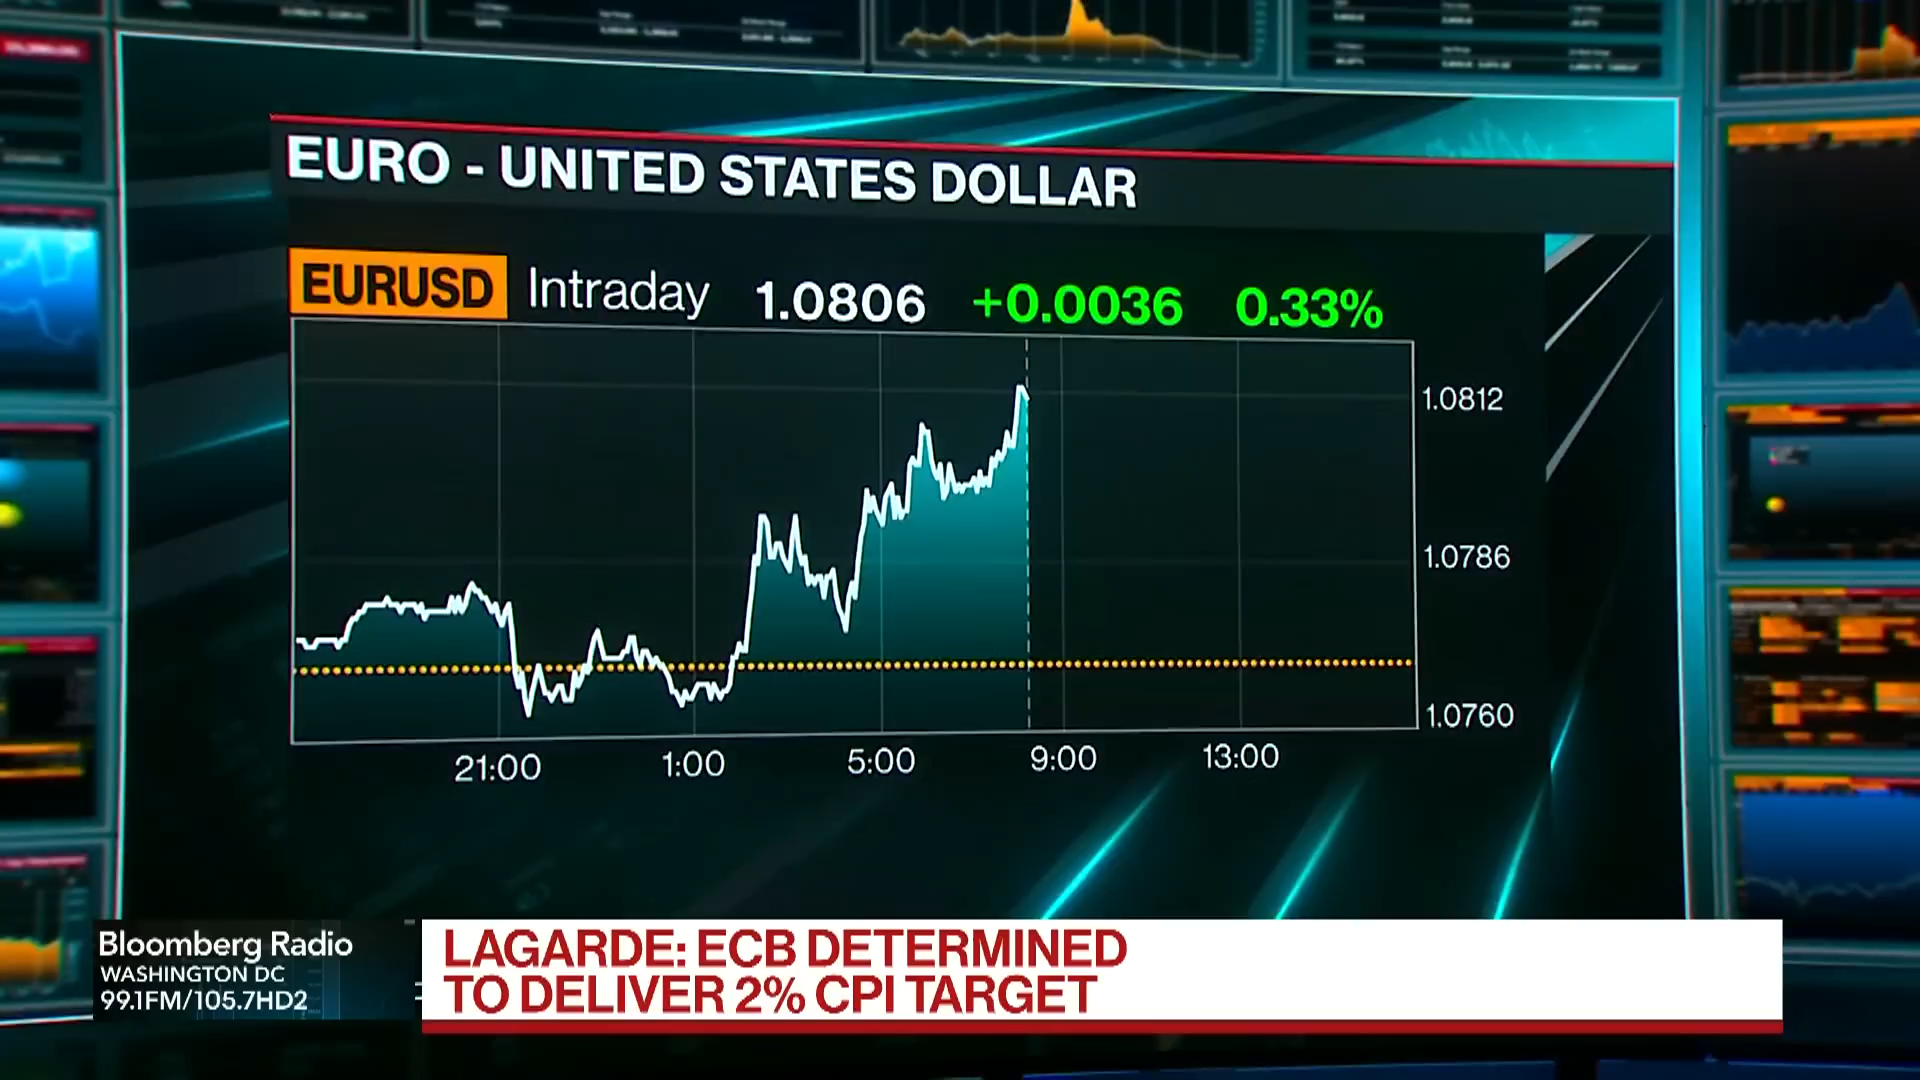 EURO - UNITED STATES DOLLAR
EURUSD Intraday 1.0806 +0.0036 0.33%
1.0812
1.0786
1.0760
21:00 1:00 5:00 9:00 13:00
Bloomberg Radio
WASHINGTON DC
99.1FM/105.7HD2
LAGARDE: ECB DETERMINED
TO DELIVER 2% CPI TARGET